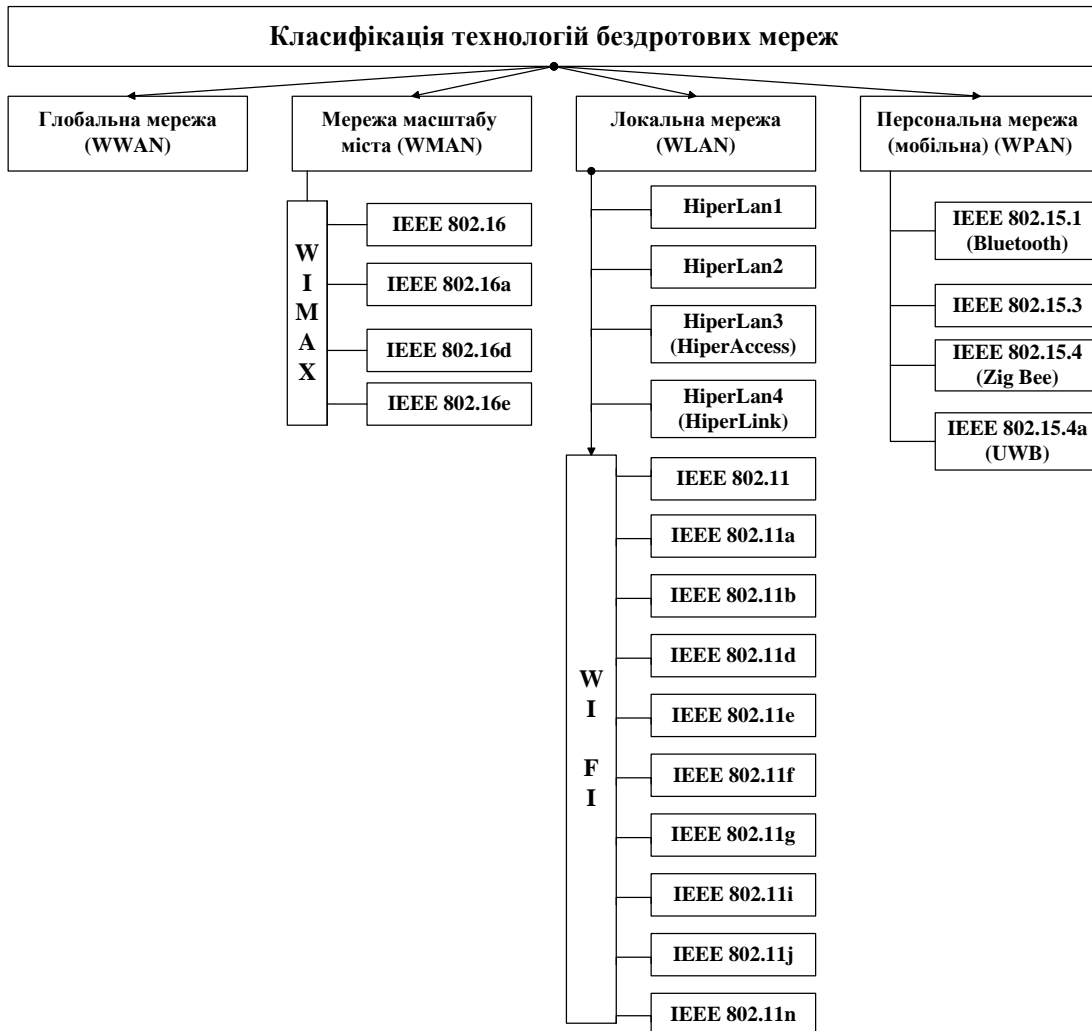 Класифікація технологій бездротових мереж
Глобальна мережа
(WWAN)
Мережа масштабу
міста (WMAN)
Локальна мережа
(WLAN)
Персональна мережа
(мобільна) (WPAN)
W
I
M
A
X
IEEE 802.16
IEEE 802.16a
IEEE 802.16d
IEEE 802.16e
HiperLan1
HiperLan2
HiperLan3
(HiperAccess)
HiperLan4
(HiperLink)
W
I
F
I
IEEE 802.11
IEEE 802.11a
IEEE 802.11b
IEEE 802.11d
IEEE 802.11e
IEEE 802.11f
IEEE 802.11g
IEEE 802.11i
IEEE 802.11j
IEEE 802.11n
IEEE 802.15.1
(Bluetooth)
IEEE 802.15.3
IEEE 802.15.4
(Zig Bee)
IEEE 802.15.4a
(UWB)